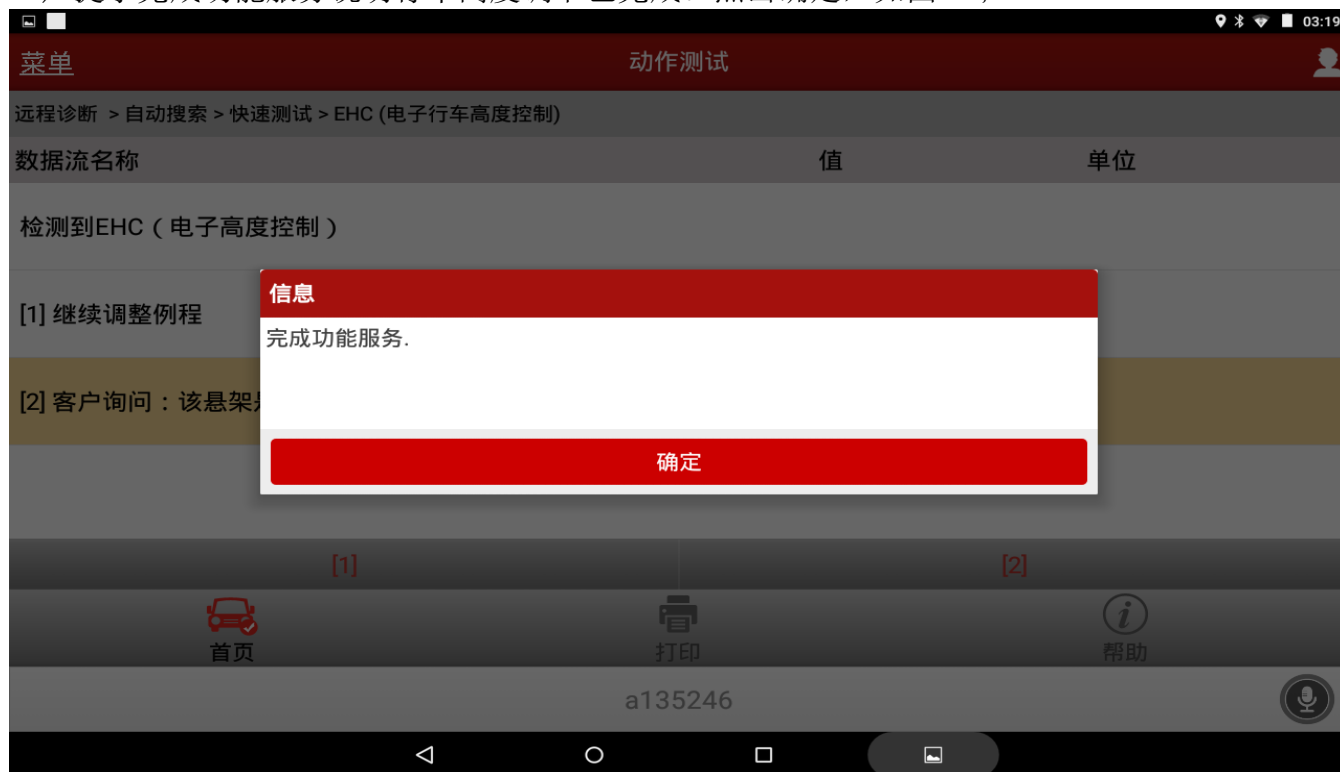 03:19
菜单
动作测试
远程诊断 > 自动搜索 > 快速测试 > EHC (电子行车高度控制)
数据流名称 值 单位
检测到EHC（电子高度控制）
信息
[1] 继续调整例程
完成功能服务.
[2] 客户询问：该悬架
确定
[1] [2]
首页 打印 帮助
a135246